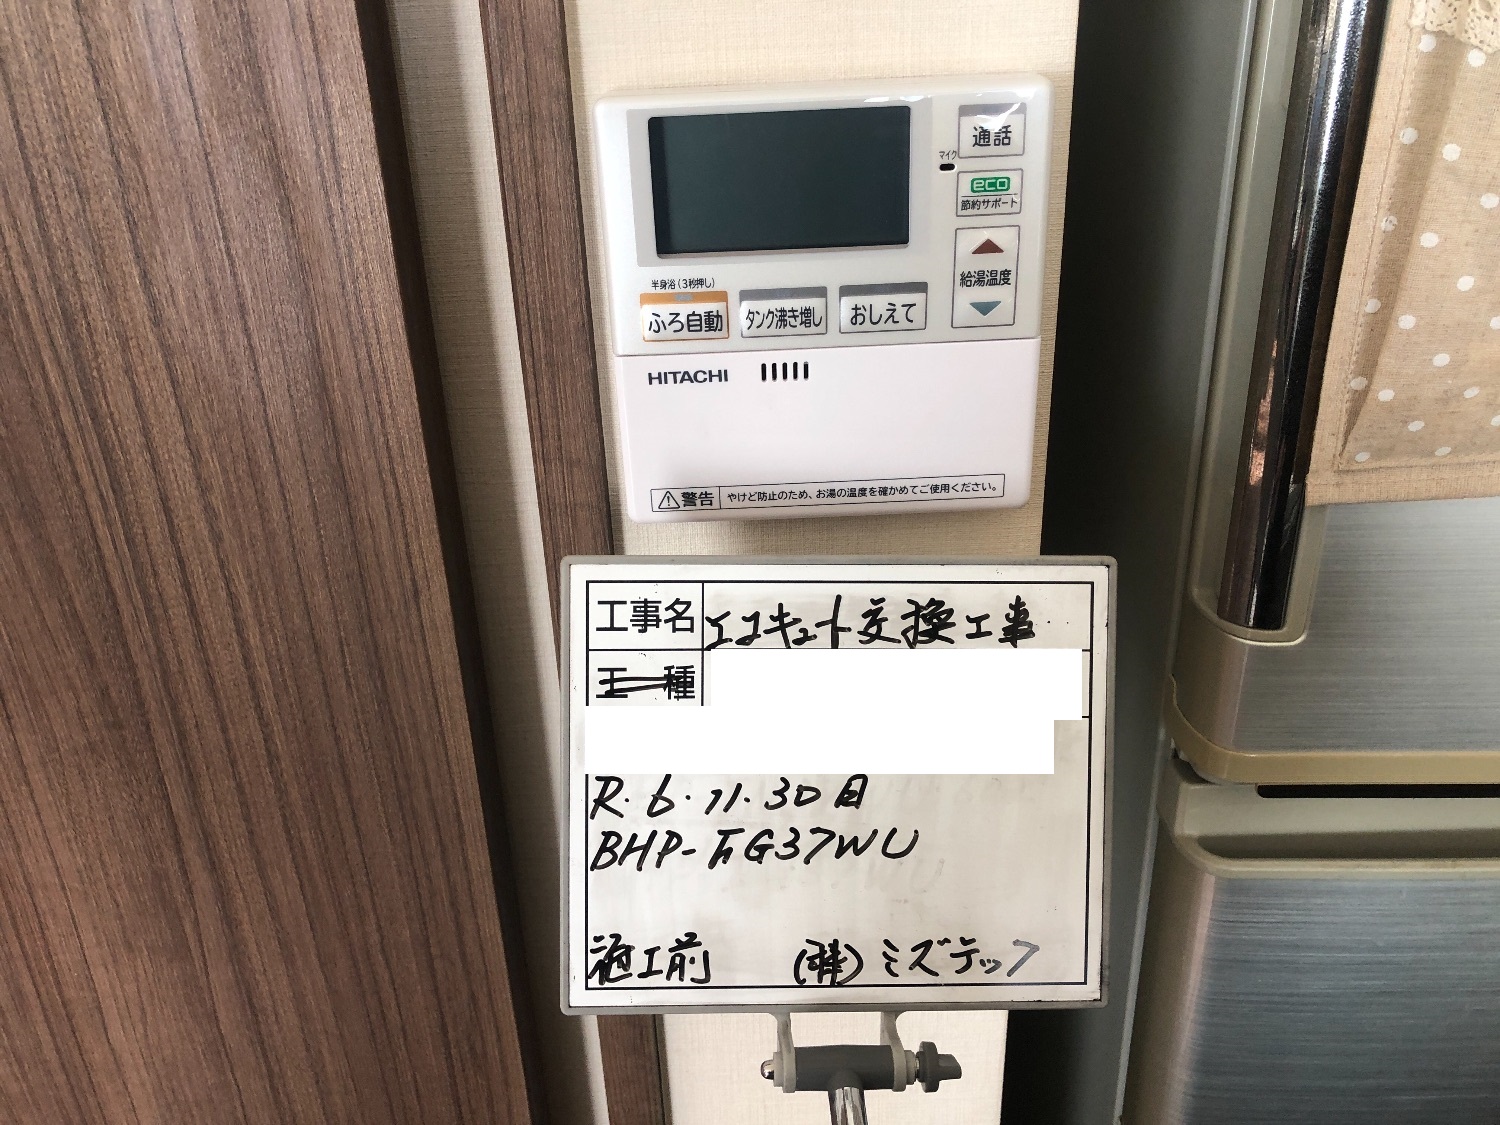 通話
マイク
eco
節約サポート
給湯温度
半身浴(3秒押し)
ふろ自動
タンク沸き増し
おしえて
HITACHI
警告 やけど防止のため、お湯の温度を確かめてご使用ください。
工事名 エコキュート交換工事
工種
R.6.11.30日
BHP-FG37WU
施工前 (株)ミズテック